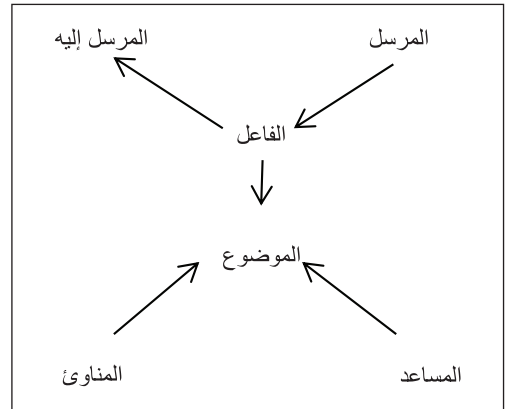 المرسل المرسل إليه
الفاعل
الموضوع
المساعد المناوئ